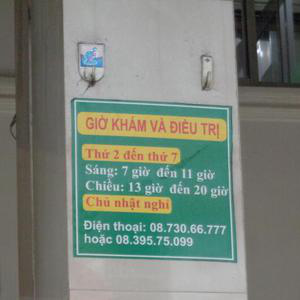 GIỜ KHÁM VÀ ĐIỀU TRỊ
Thứ 2 đến thứ 7
Sáng: 7 giờ đến 11 giờ
Chiều: 13 giờ đến 20 giờ
Chủ nhật nghỉ
Điện thoại: 08.730.66.777
hoặc 08.395.75.099